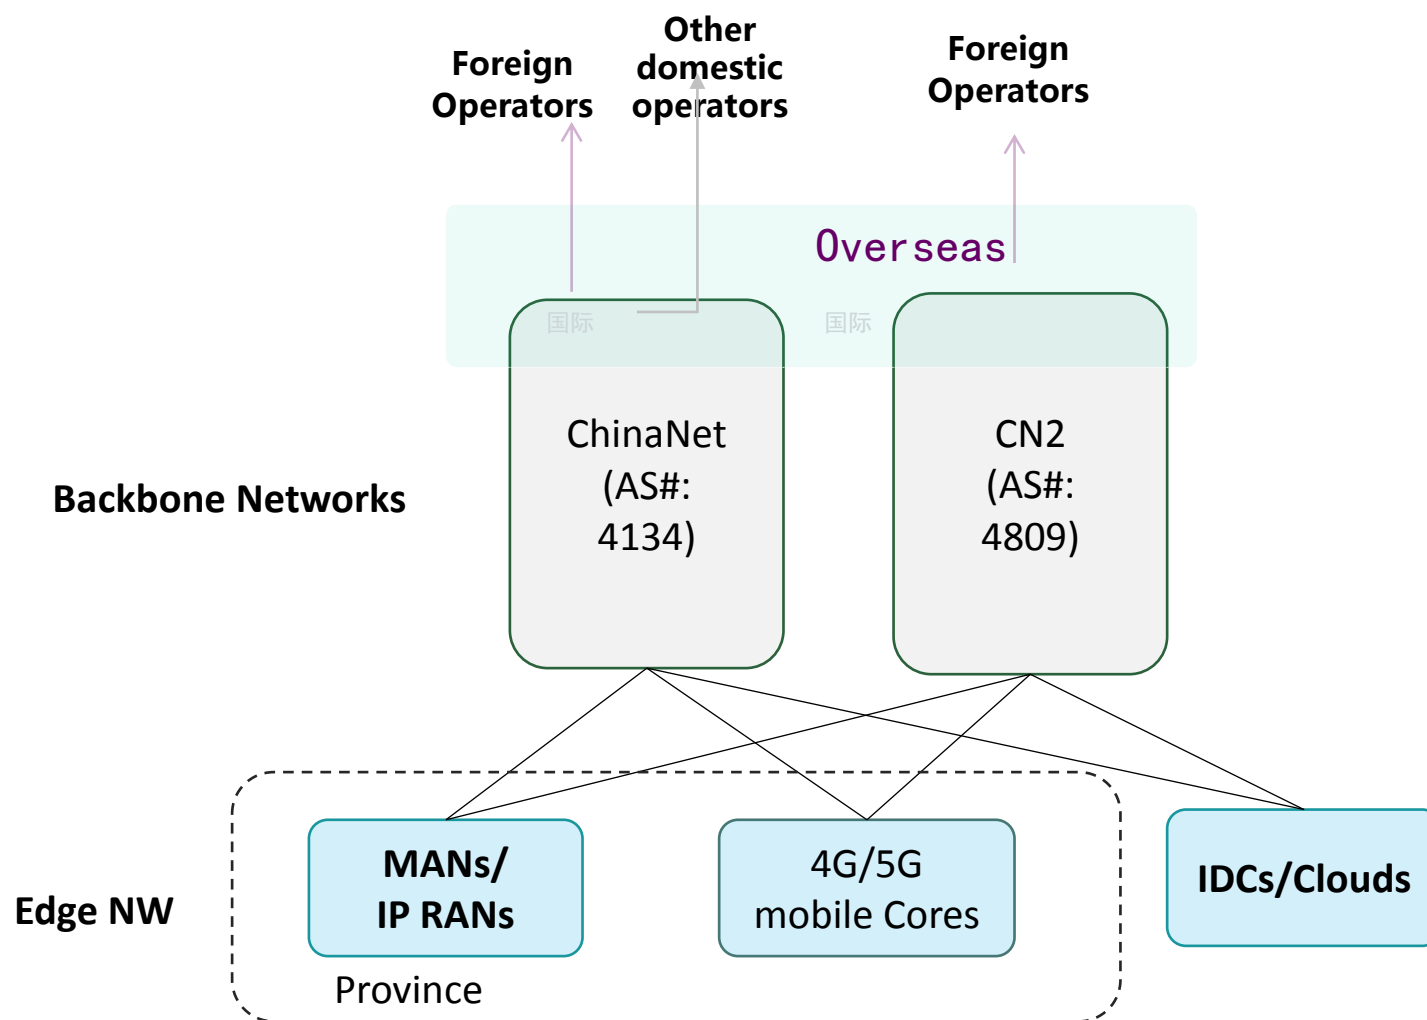 Foreign
Operators
Other
domestic
operators
Foreign
Operators
Overseas
国际
国际
ChinaNet
(AS#:
4134)
CN2
(AS#:
4809)
Backbone Networks
MANs/
IP RANs
4G/5G
mobile Cores
IDCs/Clouds
Edge NW
Province